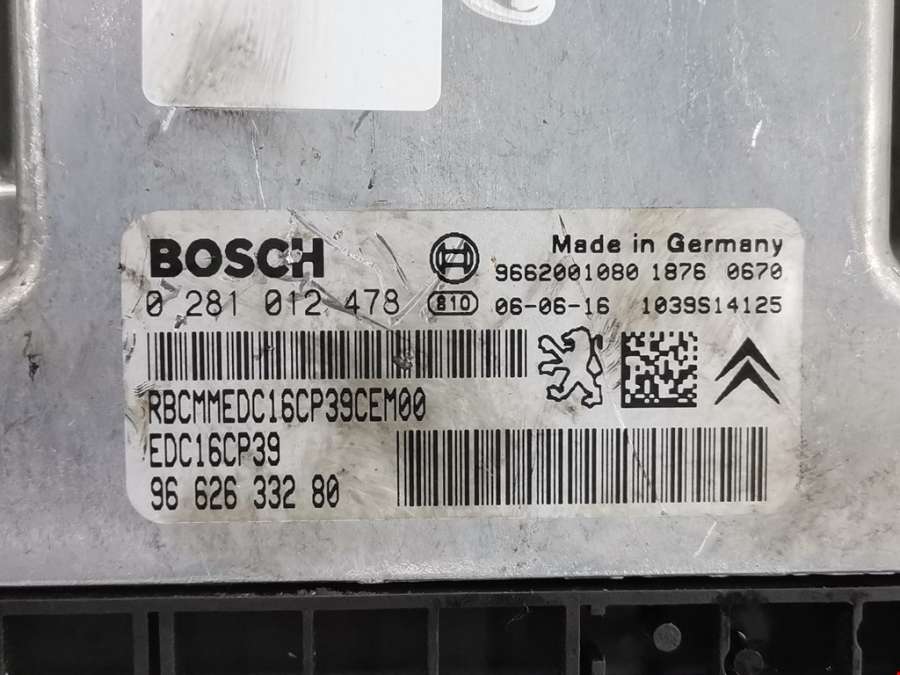 BOSCH
Made in Germany
9662001080 1876 0670
0 281 012 478
810
06-06-16 1039S14125
RBCMMEDC16CP39CEM00
EDC16CP39
96 626 332 80